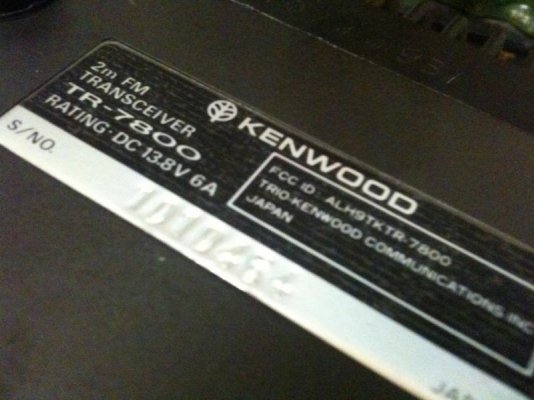 2m FM
TRANSCEIVER
TR-7800
RATING: DC 13.8V 6A
KENWOOD
FCC ID: ALH9TKTR-7800
TRIO-KENWOOD COMMUNICATIONS, INC
JAPAN
S/NO.